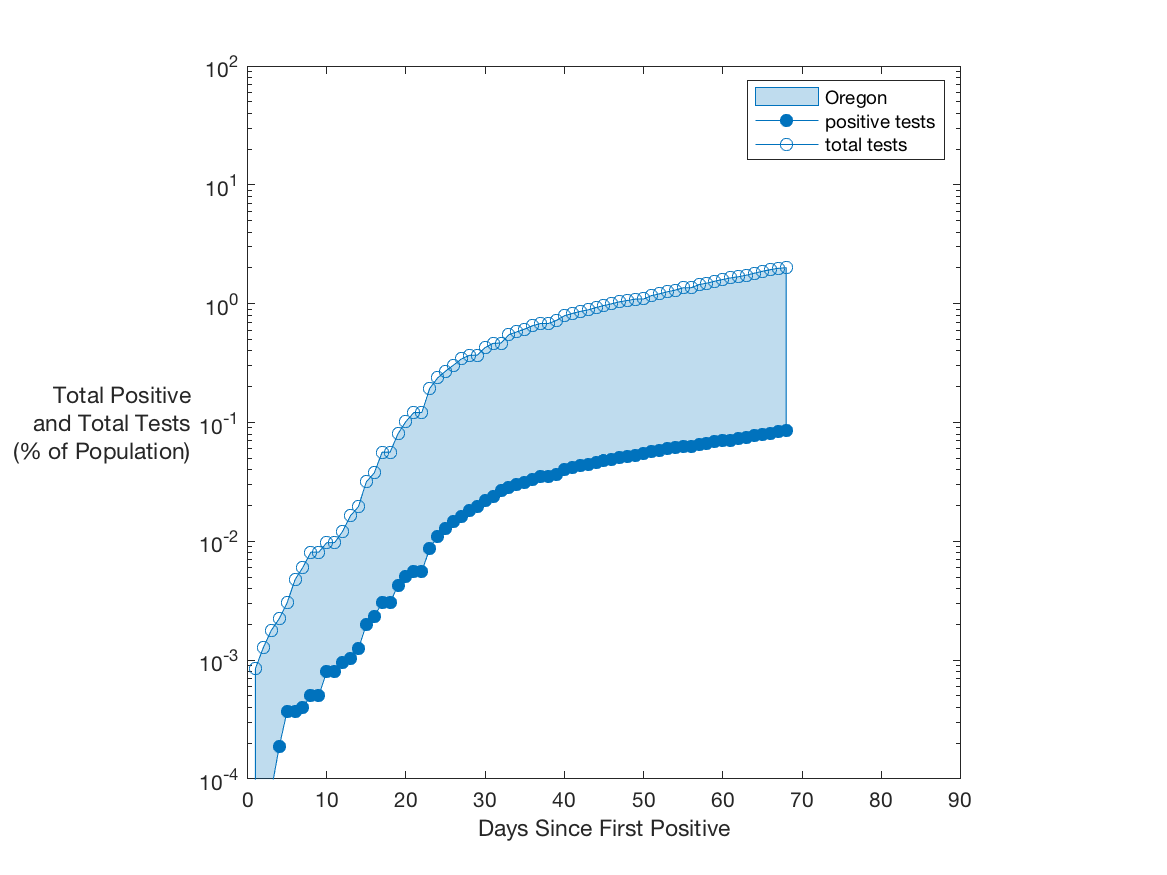 10^2
10^1
10^0
10^-1
10^-2
10^-3
10^-4
Total Positive
and Total Tests
(% of Population)
Oregon
positive tests
total tests
0 10 20 30 40 50 60 70 80 90
Days Since First Positive